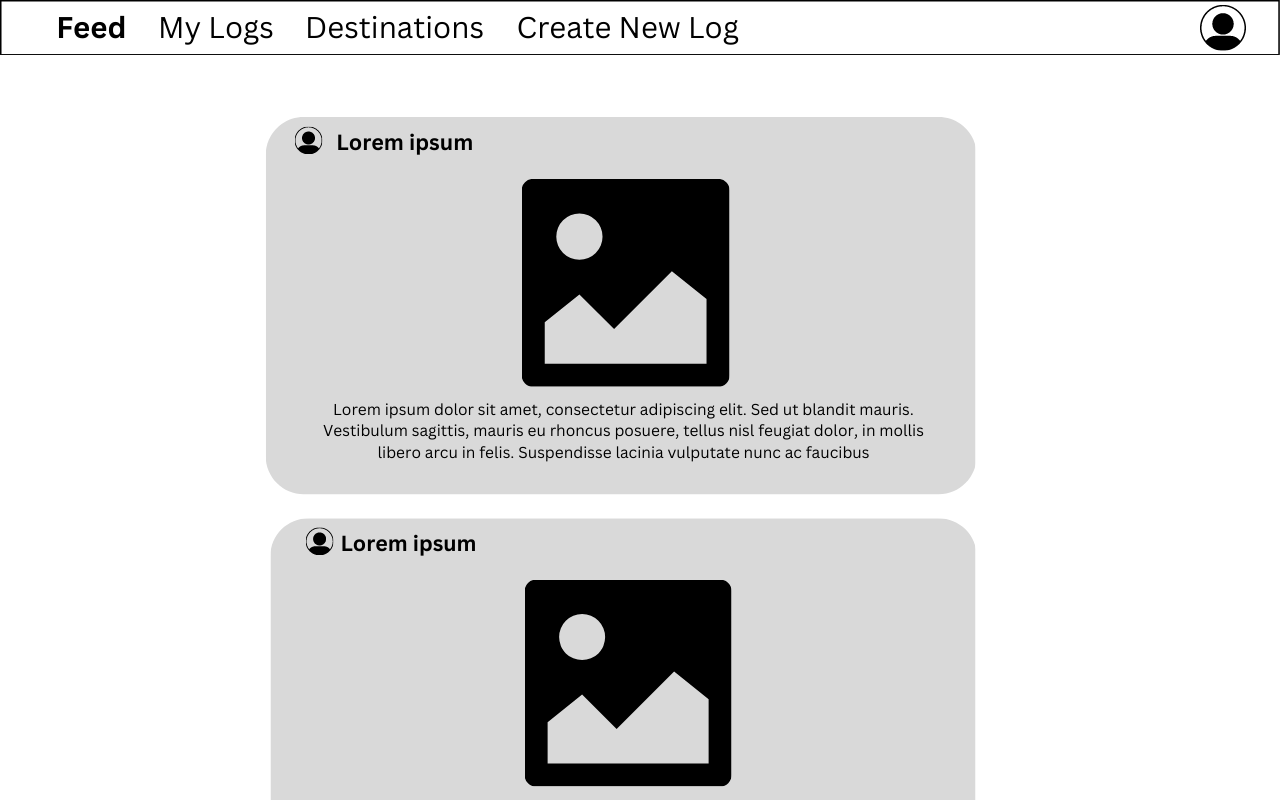 Feed My Logs Destinations Create New Log
Lorem ipsum
Lorem ipsum dolor sit amet, consectetur adipiscing elit. Sed ut blandit mauris.
Vestibulum sagittis, mauris eu rhoncus posuere, tellus nisl feugiat dolor, in mollis
libero arcu in felis. Suspendisse lacinia vulputate nunc ac faucibus
Lorem ipsum